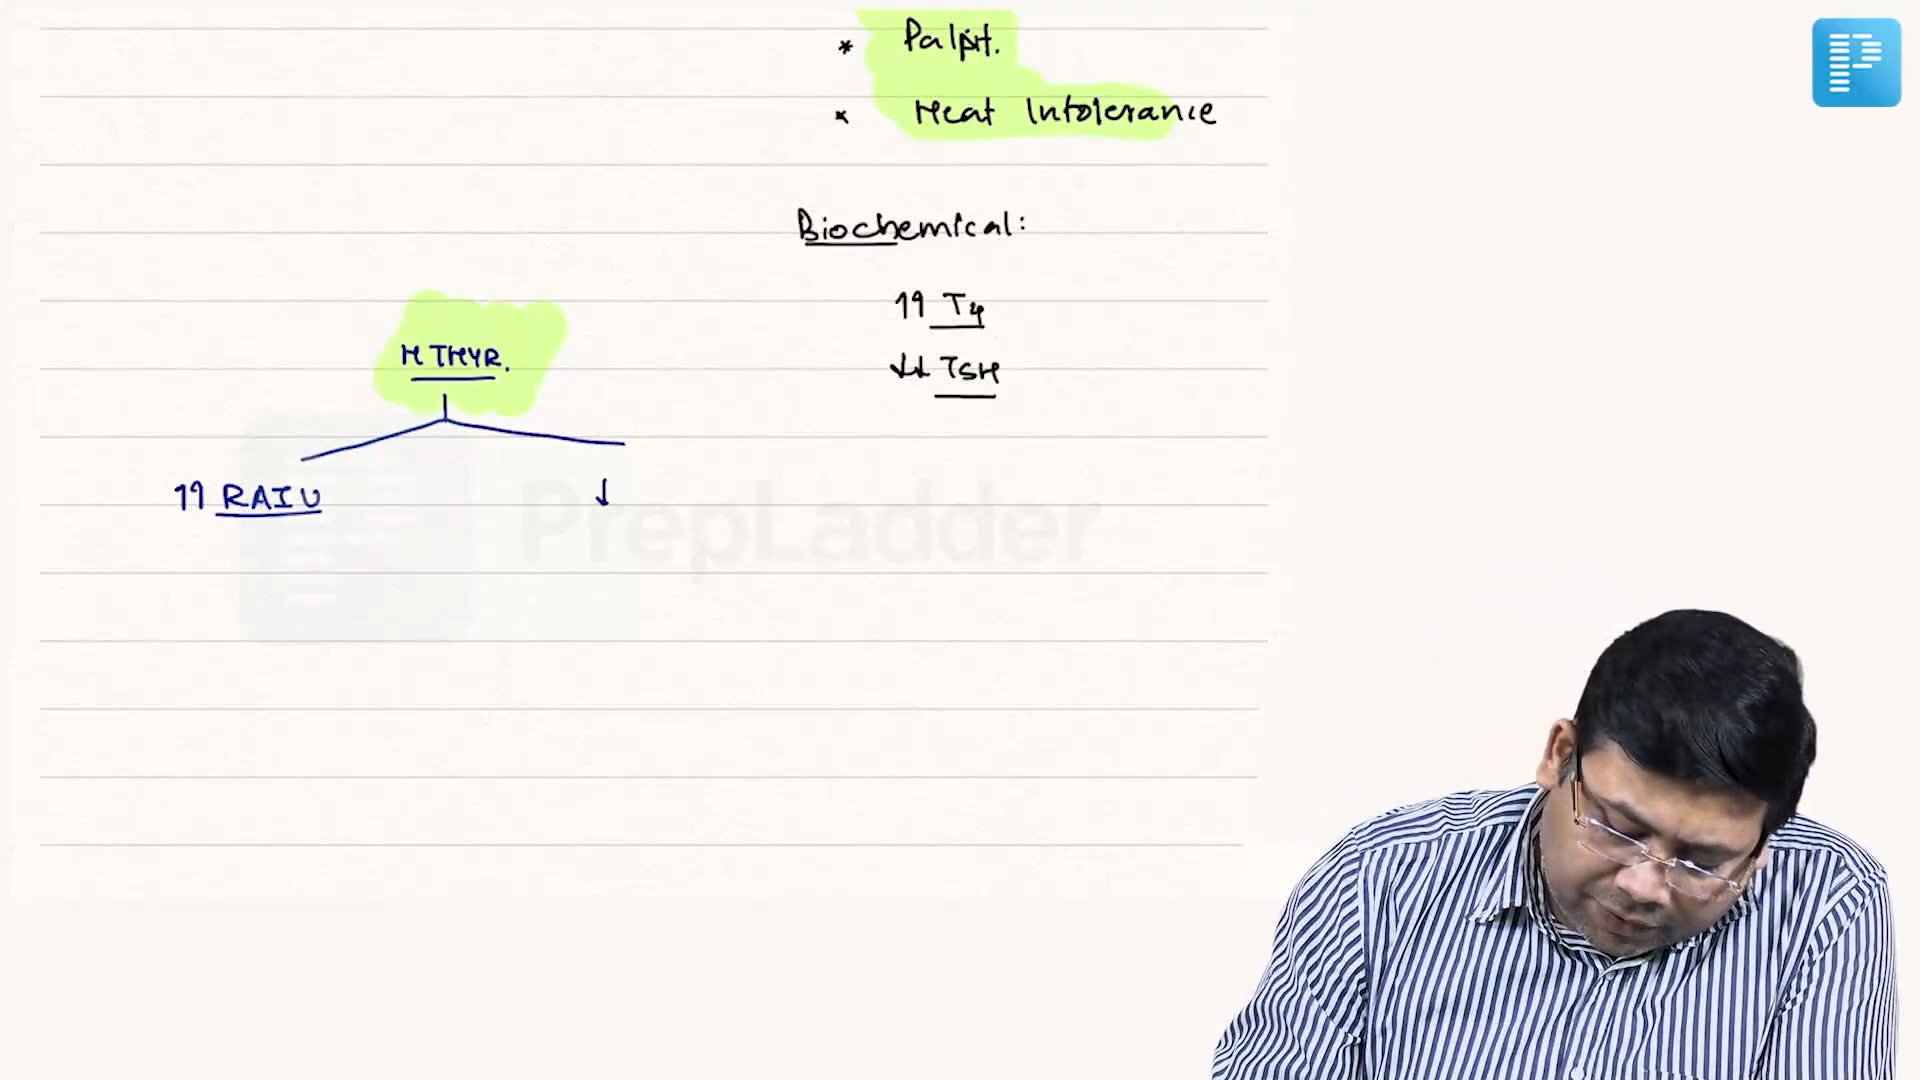 * Palpit.
* Heat Intolerance
Biochemical:
↑↑ T4
↓↓ TSH
H THYR.
↑↑ RAIU ↓
PrepLadder